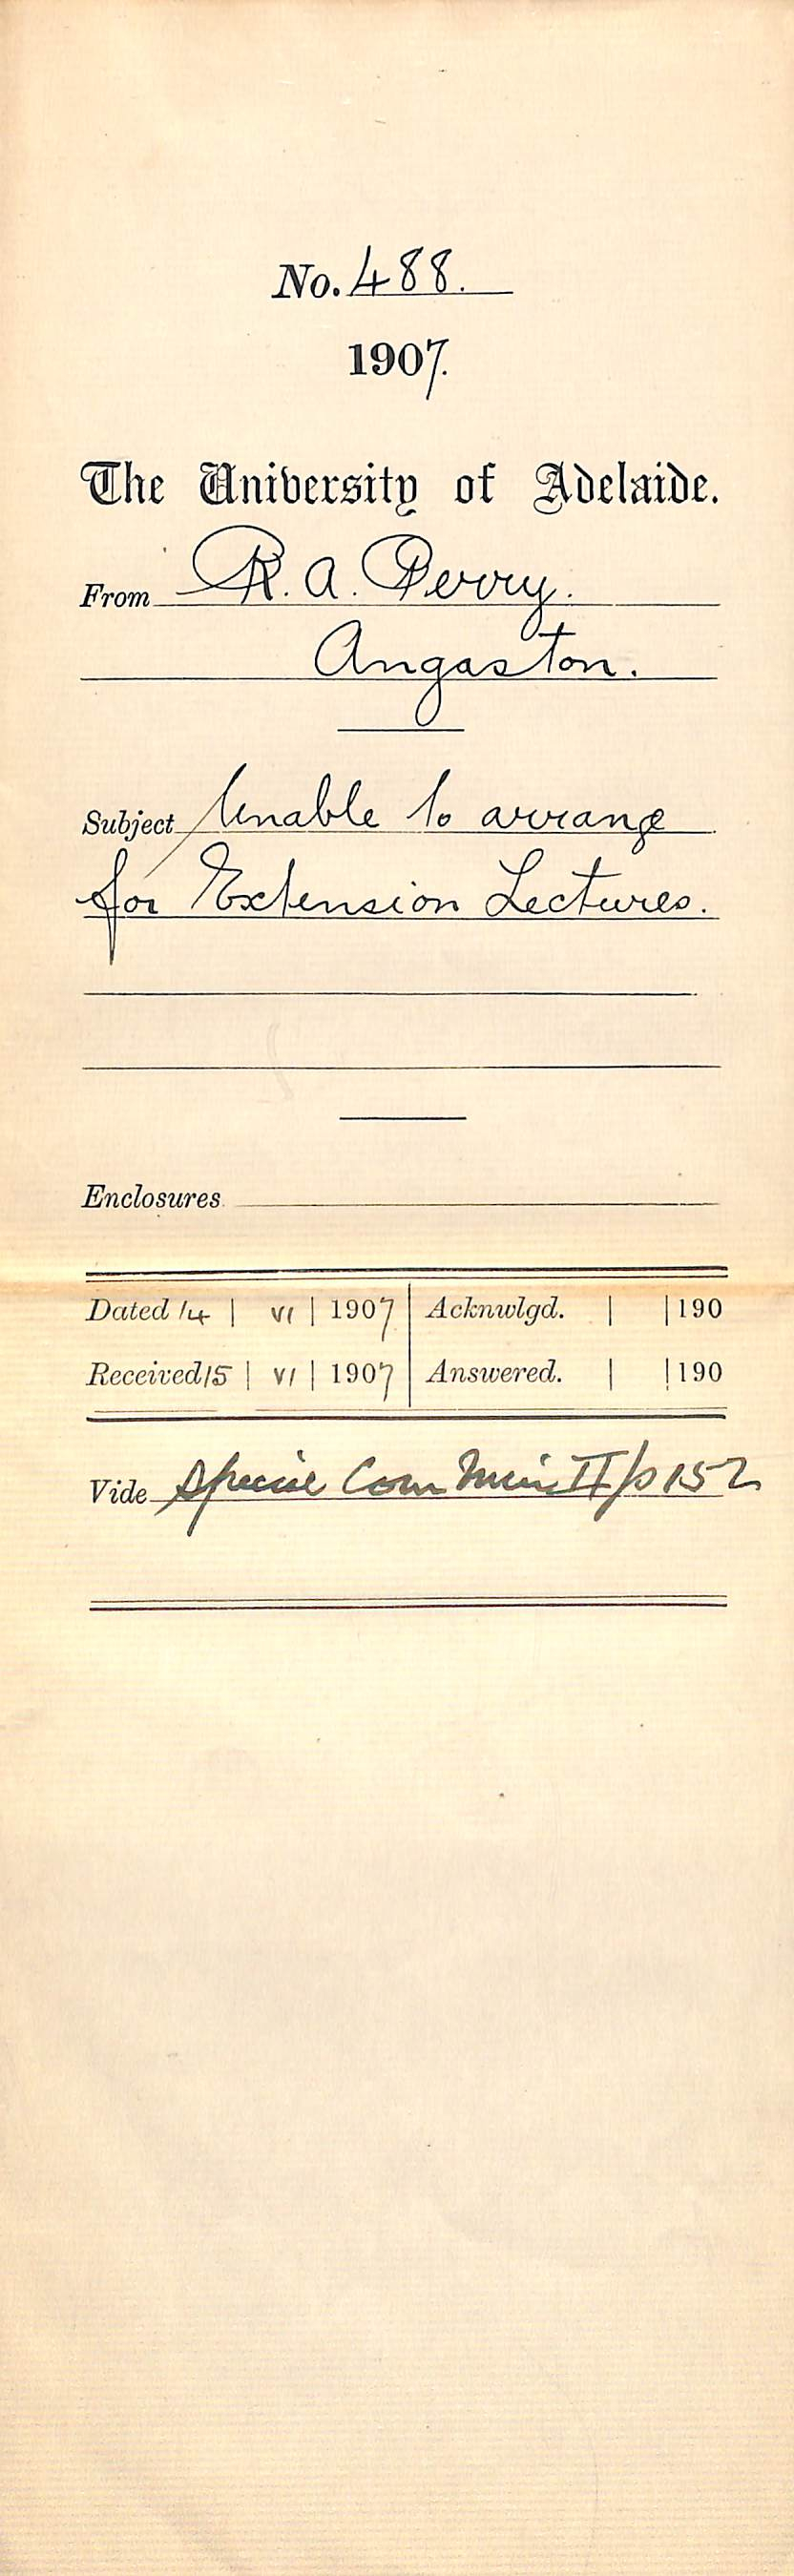 No. 488.
1907.
The University of Adelaide.
From R. A. Perry.
Angaston.
Subject Unable to arrange
for Extension Lectures.
Enclosures
Dated 14 | VI | 1907 Acknwlgd. | | 190
Received 15 | VI | 1907 Answered. | | 190
Vide Special Com Min II/p 152